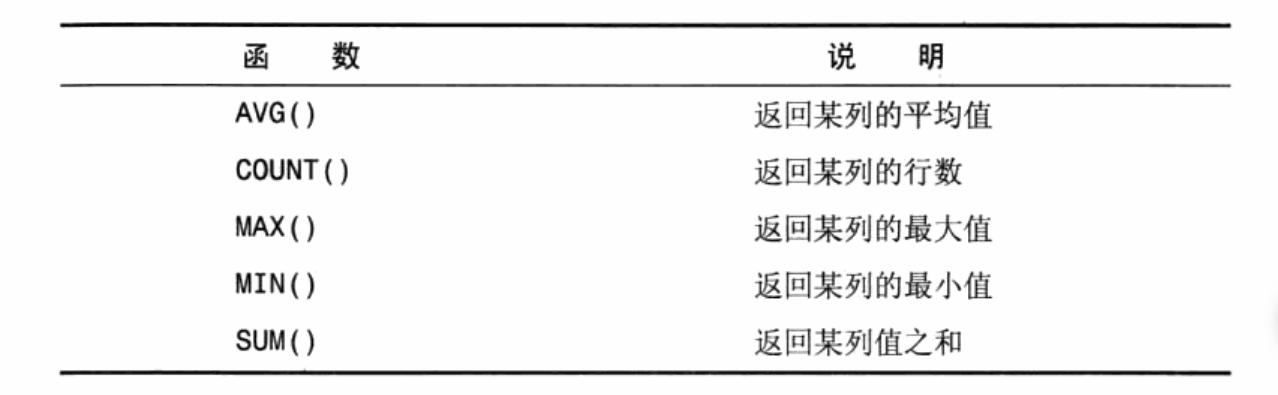 函 数 说 明
AVG() 返回某列的平均值
COUNT() 返回某列的行数
MAX() 返回某列的最大值
MIN() 返回某列的最小值
SUM() 返回某列值之和